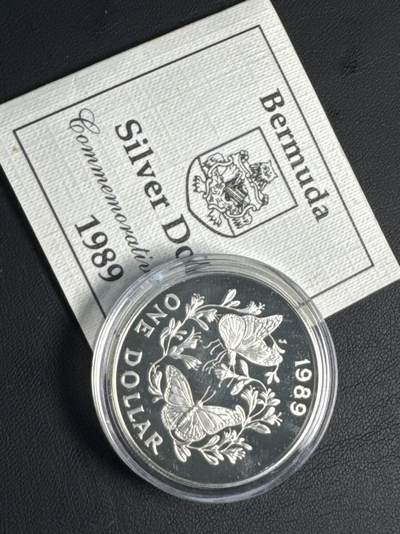 Bermuda
Silver Do
Commemorativ
1989
1989
ONE DOLLAR